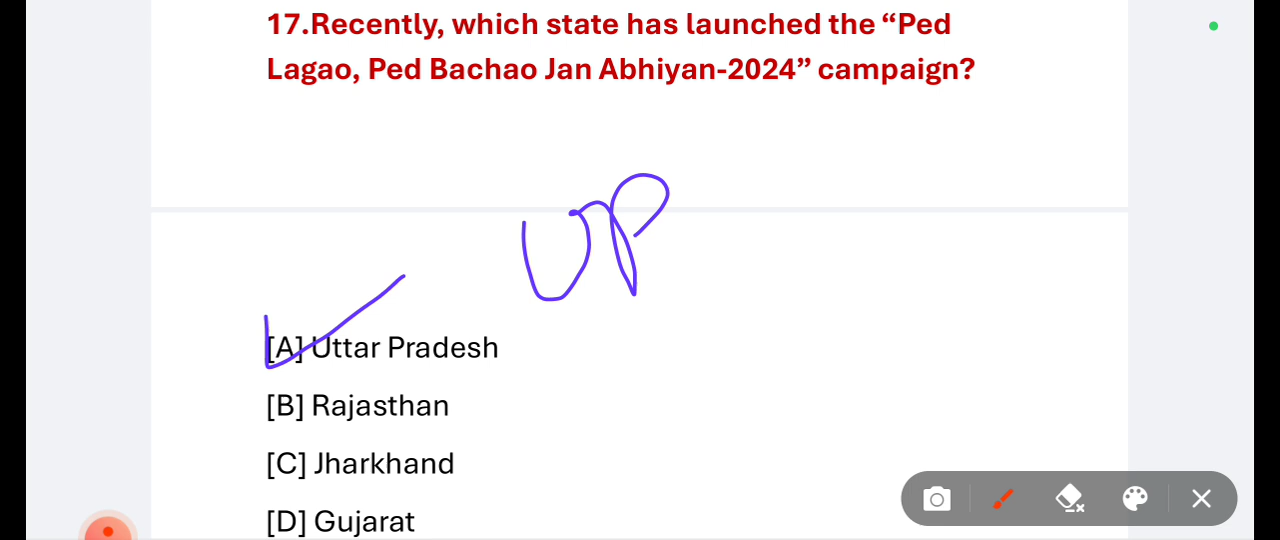 17.Recently, which state has launched the “Ped
Lagao, Ped Bachao Jan Abhiyan-2024” campaign?
UP
[A] Uttar Pradesh
[B] Rajasthan
[C] Jharkhand
[D] Gujarat